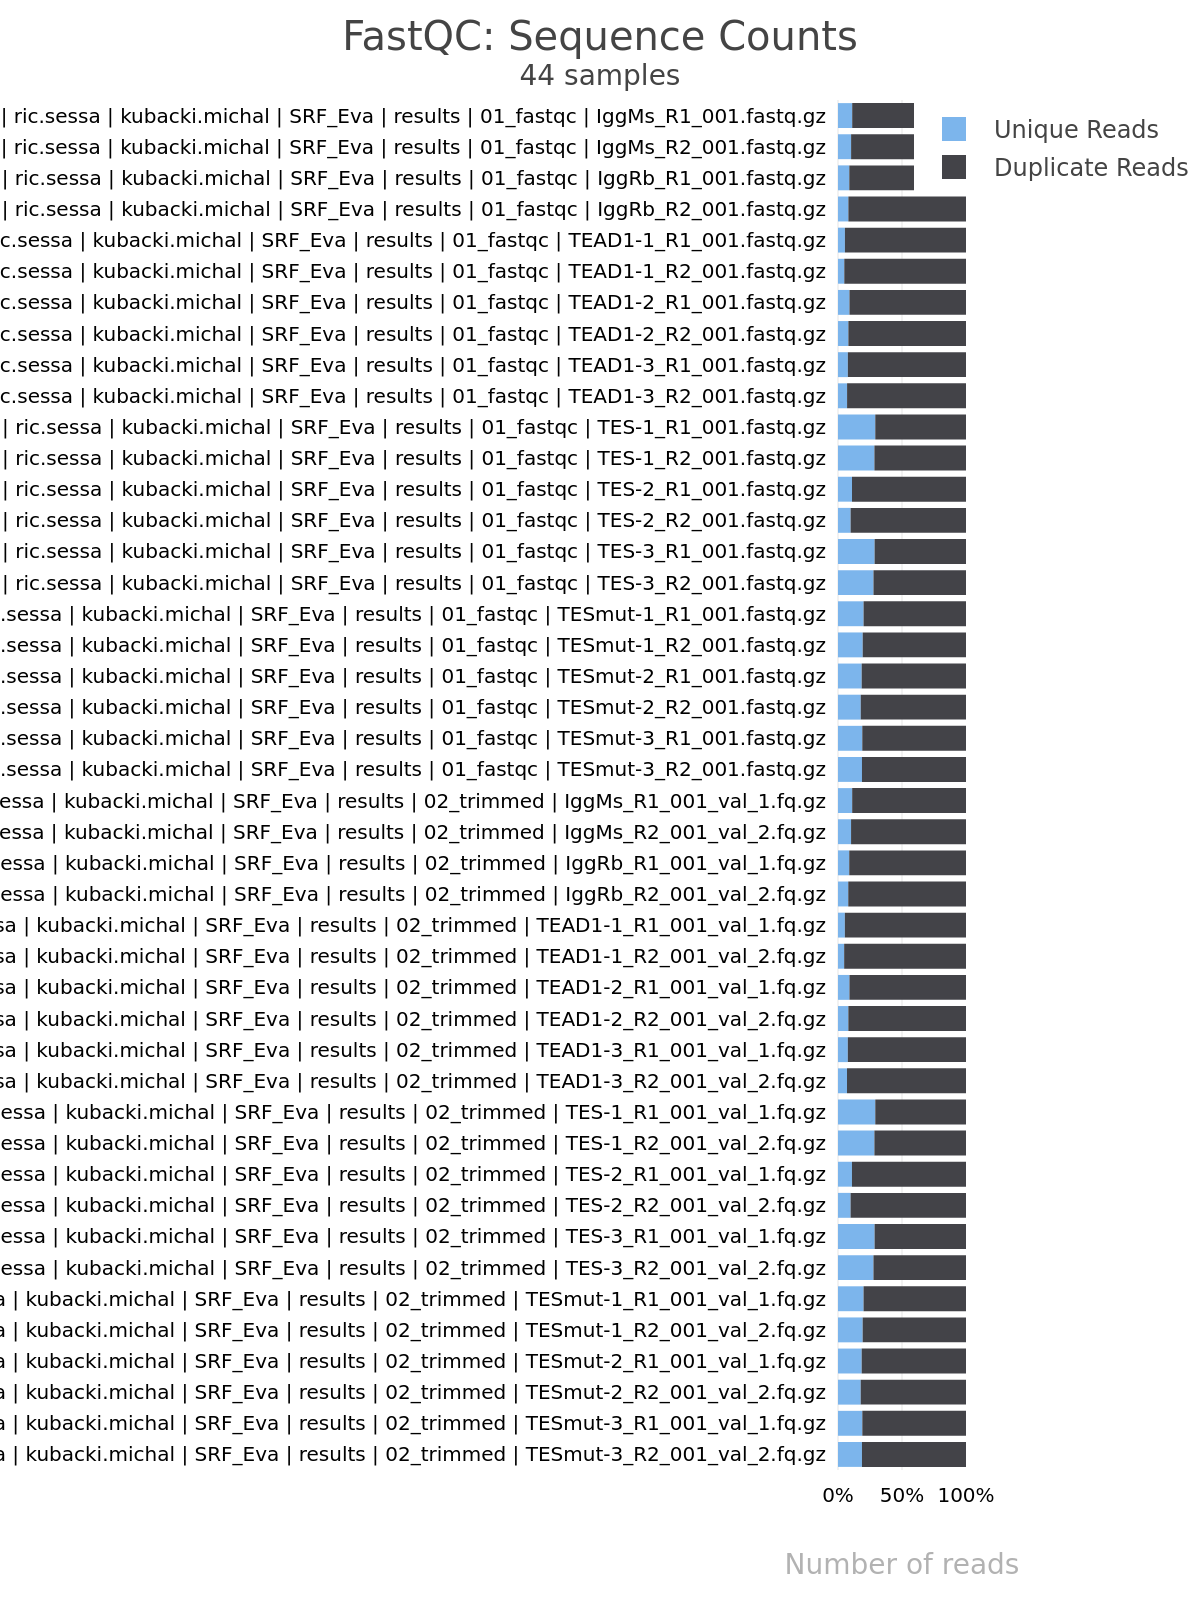 FastQC: Sequence Counts
44 samples
| ric.sessa | kubacki.michal | SRF_Eva | results | 01_fastqc | IggMs_R1_001.fastq.gz
| ric.sessa | kubacki.michal | SRF_Eva | results | 01_fastqc | IggMs_R2_001.fastq.gz
| ric.sessa | kubacki.michal | SRF_Eva | results | 01_fastqc | IggRb_R1_001.fastq.gz
| ric.sessa | kubacki.michal | SRF_Eva | results | 01_fastqc | IggRb_R2_001.fastq.gz
c.sessa | kubacki.michal | SRF_Eva | results | 01_fastqc | TEAD1-1_R1_001.fastq.gz
c.sessa | kubacki.michal | SRF_Eva | results | 01_fastqc | TEAD1-1_R2_001.fastq.gz
c.sessa | kubacki.michal | SRF_Eva | results | 01_fastqc | TEAD1-2_R1_001.fastq.gz
c.sessa | kubacki.michal | SRF_Eva | results | 01_fastqc | TEAD1-2_R2_001.fastq.gz
c.sessa | kubacki.michal | SRF_Eva | results | 01_fastqc | TEAD1-3_R1_001.fastq.gz
c.sessa | kubacki.michal | SRF_Eva | results | 01_fastqc | TEAD1-3_R2_001.fastq.gz
| ric.sessa | kubacki.michal | SRF_Eva | results | 01_fastqc | TES-1_R1_001.fastq.gz
| ric.sessa | kubacki.michal | SRF_Eva | results | 01_fastqc | TES-1_R2_001.fastq.gz
| ric.sessa | kubacki.michal | SRF_Eva | results | 01_fastqc | TES-2_R1_001.fastq.gz
| ric.sessa | kubacki.michal | SRF_Eva | results | 01_fastqc | TES-2_R2_001.fastq.gz
| ric.sessa | kubacki.michal | SRF_Eva | results | 01_fastqc | TES-3_R1_001.fastq.gz
| ric.sessa | kubacki.michal | SRF_Eva | results | 01_fastqc | TES-3_R2_001.fastq.gz
.sessa | kubacki.michal | SRF_Eva | results | 01_fastqc | TESmut-1_R1_001.fastq.gz
.sessa | kubacki.michal | SRF_Eva | results | 01_fastqc | TESmut-1_R2_001.fastq.gz
.sessa | kubacki.michal | SRF_Eva | results | 01_fastqc | TESmut-2_R1_001.fastq.gz
.sessa | kubacki.michal | SRF_Eva | results | 01_fastqc | TESmut-2_R2_001.fastq.gz
.sessa | kubacki.michal | SRF_Eva | results | 01_fastqc | TESmut-3_R1_001.fastq.gz
.sessa | kubacki.michal | SRF_Eva | results | 01_fastqc | TESmut-3_R2_001.fastq.gz
essa | kubacki.michal | SRF_Eva | results | 02_trimmed | IggMs_R1_001_val_1.fq.gz
essa | kubacki.michal | SRF_Eva | results | 02_trimmed | IggMs_R2_001_val_2.fq.gz
essa | kubacki.michal | SRF_Eva | results | 02_trimmed | IggRb_R1_001_val_1.fq.gz
essa | kubacki.michal | SRF_Eva | results | 02_trimmed | IggRb_R2_001_val_2.fq.gz
sa | kubacki.michal | SRF_Eva | results | 02_trimmed | TEAD1-1_R1_001_val_1.fq.gz
sa | kubacki.michal | SRF_Eva | results | 02_trimmed | TEAD1-1_R2_001_val_2.fq.gz
sa | kubacki.michal | SRF_Eva | results | 02_trimmed | TEAD1-2_R1_001_val_1.fq.gz
sa | kubacki.michal | SRF_Eva | results | 02_trimmed | TEAD1-2_R2_001_val_2.fq.gz
sa | kubacki.michal | SRF_Eva | results | 02_trimmed | TEAD1-3_R1_001_val_1.fq.gz
sa | kubacki.michal | SRF_Eva | results | 02_trimmed | TEAD1-3_R2_001_val_2.fq.gz
essa | kubacki.michal | SRF_Eva | results | 02_trimmed | TES-1_R1_001_val_1.fq.gz
essa | kubacki.michal | SRF_Eva | results | 02_trimmed | TES-1_R2_001_val_2.fq.gz
essa | kubacki.michal | SRF_Eva | results | 02_trimmed | TES-2_R1_001_val_1.fq.gz
essa | kubacki.michal | SRF_Eva | results | 02_trimmed | TES-2_R2_001_val_2.fq.gz
essa | kubacki.michal | SRF_Eva | results | 02_trimmed | TES-3_R1_001_val_1.fq.gz
essa | kubacki.michal | SRF_Eva | results | 02_trimmed | TES-3_R2_001_val_2.fq.gz
a | kubacki.michal | SRF_Eva | results | 02_trimmed | TESmut-1_R1_001_val_1.fq.gz
a | kubacki.michal | SRF_Eva | results | 02_trimmed | TESmut-1_R2_001_val_2.fq.gz
a | kubacki.michal | SRF_Eva | results | 02_trimmed | TESmut-2_R1_001_val_1.fq.gz
a | kubacki.michal | SRF_Eva | results | 02_trimmed | TESmut-2_R2_001_val_2.fq.gz
a | kubacki.michal | SRF_Eva | results | 02_trimmed | TESmut-3_R1_001_val_1.fq.gz
a | kubacki.michal | SRF_Eva | results | 02_trimmed | TESmut-3_R2_001_val_2.fq.gz
Unique Reads
Duplicate Reads
0% 50% 100%
Number of reads